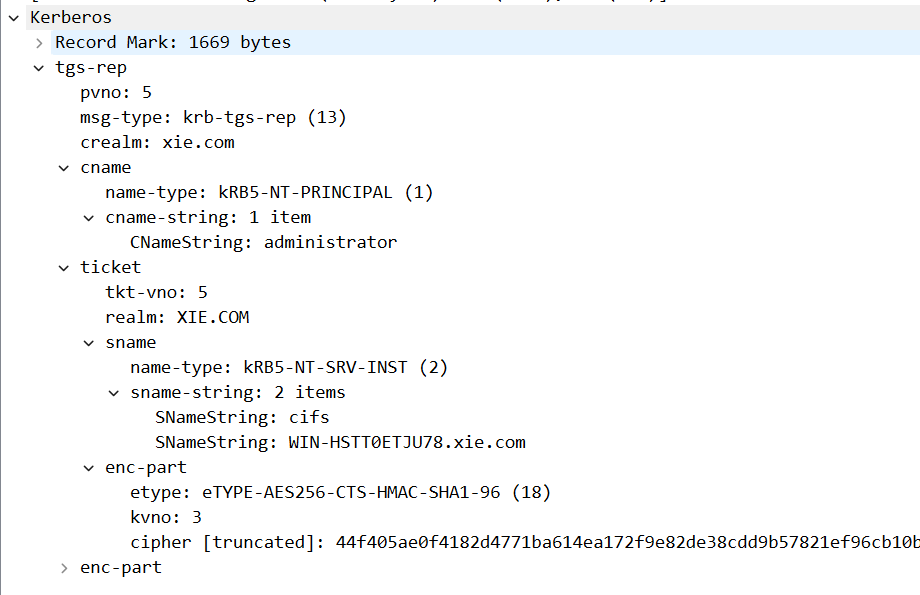 Kerberos
Record Mark: 1669 bytes
tgs-rep
pvno: 5
msg-type: krb-tgs-rep (13)
crealm: xie.com
cname
name-type: kRB5-NT-PRINCIPAL (1)
cname-string: 1 item
CNameString: administrator
ticket
tkt-vno: 5
realm: XIE.COM
sname
name-type: kRB5-NT-SRV-INST (2)
sname-string: 2 items
SNameString: cifs
SNameString: WIN-HSTT0ETJU78.xie.com
enc-part
etype: eTYPE-AES256-CTS-HMAC-SHA1-96 (18)
kvno: 3
cipher [truncated]: 44f405ae0f4182d4771ba614ea172f9e82de38cdd9b57821ef96cb10b
enc-part